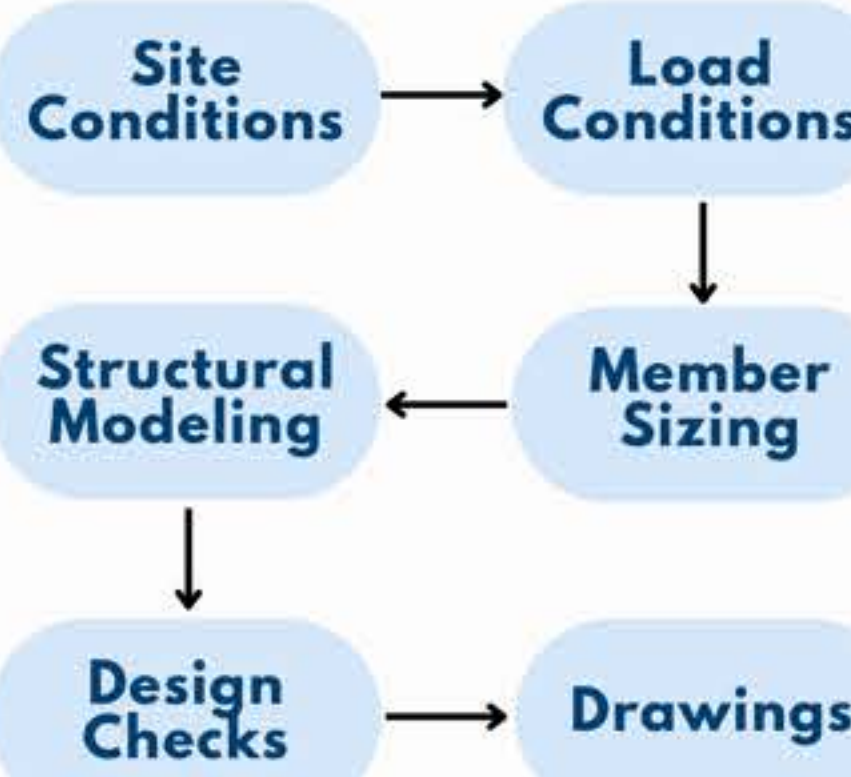 Site
Conditions
Load
Conditions
Structural
Modeling
Member
Sizing
Design
Checks
Drawings